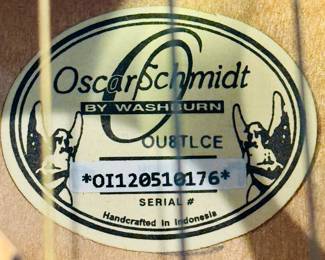 OscarSchmidt
BY WASHBURN
OU8TLCE
*OI120510176*
SERIAL #
Handcrafted in Indonesia